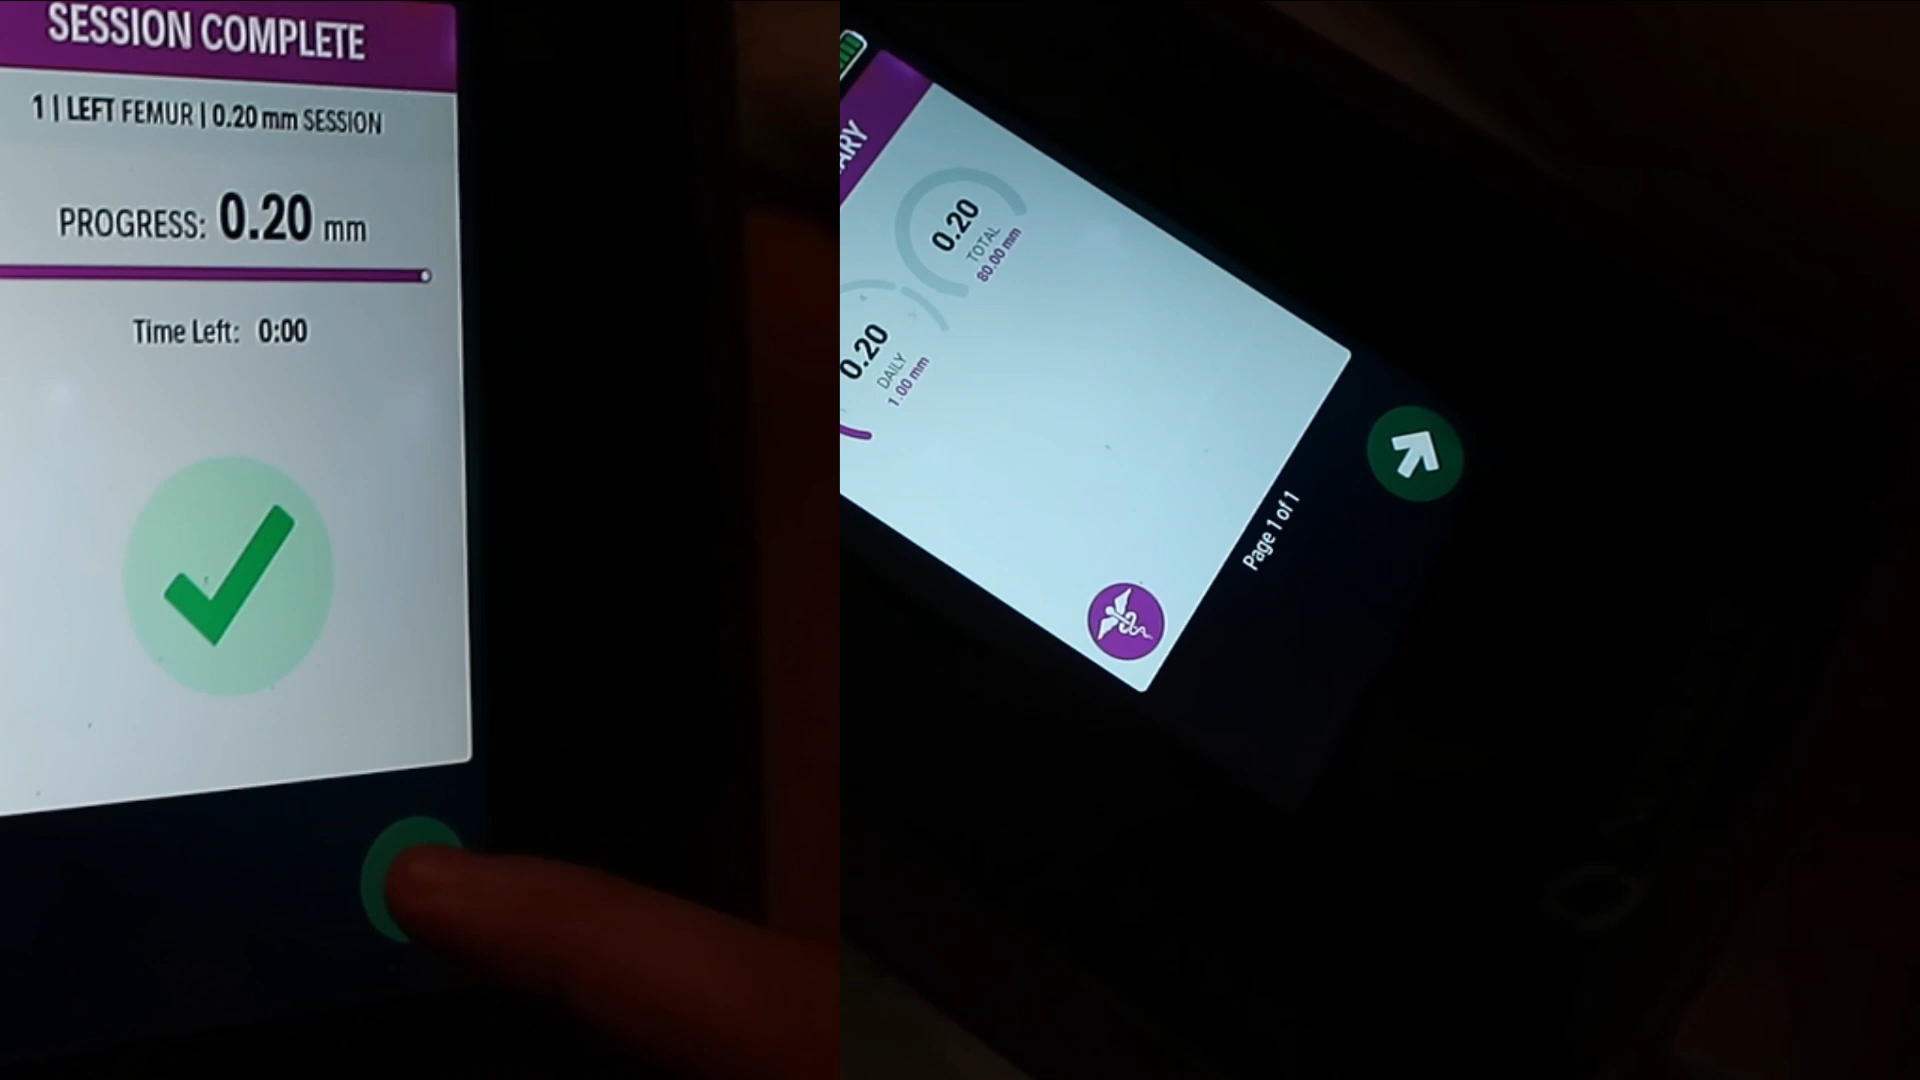 SESSION COMPLETE
1 | LEFT FEMUR | 0.20 mm SESSION
PROGRESS: 0.20 mm
Time Left: 0:00
0.20
TOTAL
80.00 mm
0.20
DAILY
1.00 mm
Page 1 of 1